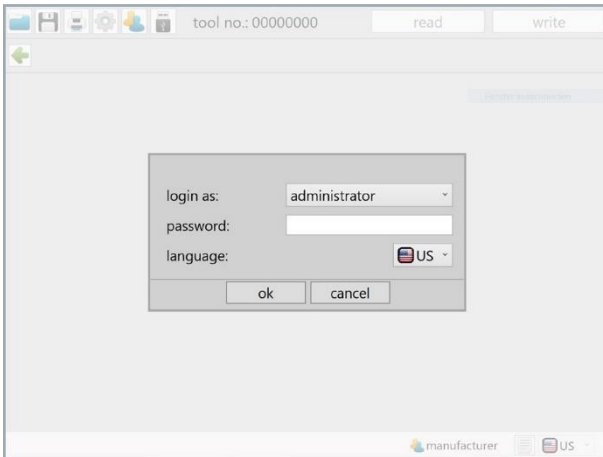 tool no.: 00000000 read write
login as: administrator
password:
language: US
ok cancel
manufacturer US